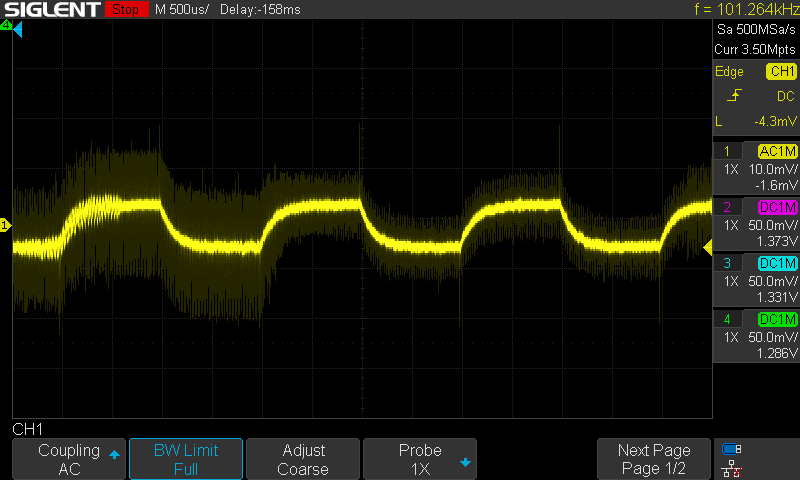 SIGLENT Stop M 500us/ Delay:-158ms f = 101.264kHz
4
Sa 500MSa/s
Curr 3.50Mpts
Edge CH1
DC
L -4.3mV
1 AC1M
1X 10.0mV/
-1.6mV
2 DC1M
1X 50.0mV/
1.373V
3 DC1M
1X 50.0mV/
1.331V
4 DC1M
1X 50.0mV/
1.286V
1
CH1
Coupling
AC
BW Limit
Full
Adjust
Coarse
Probe
1X
Next Page
Page 1/2